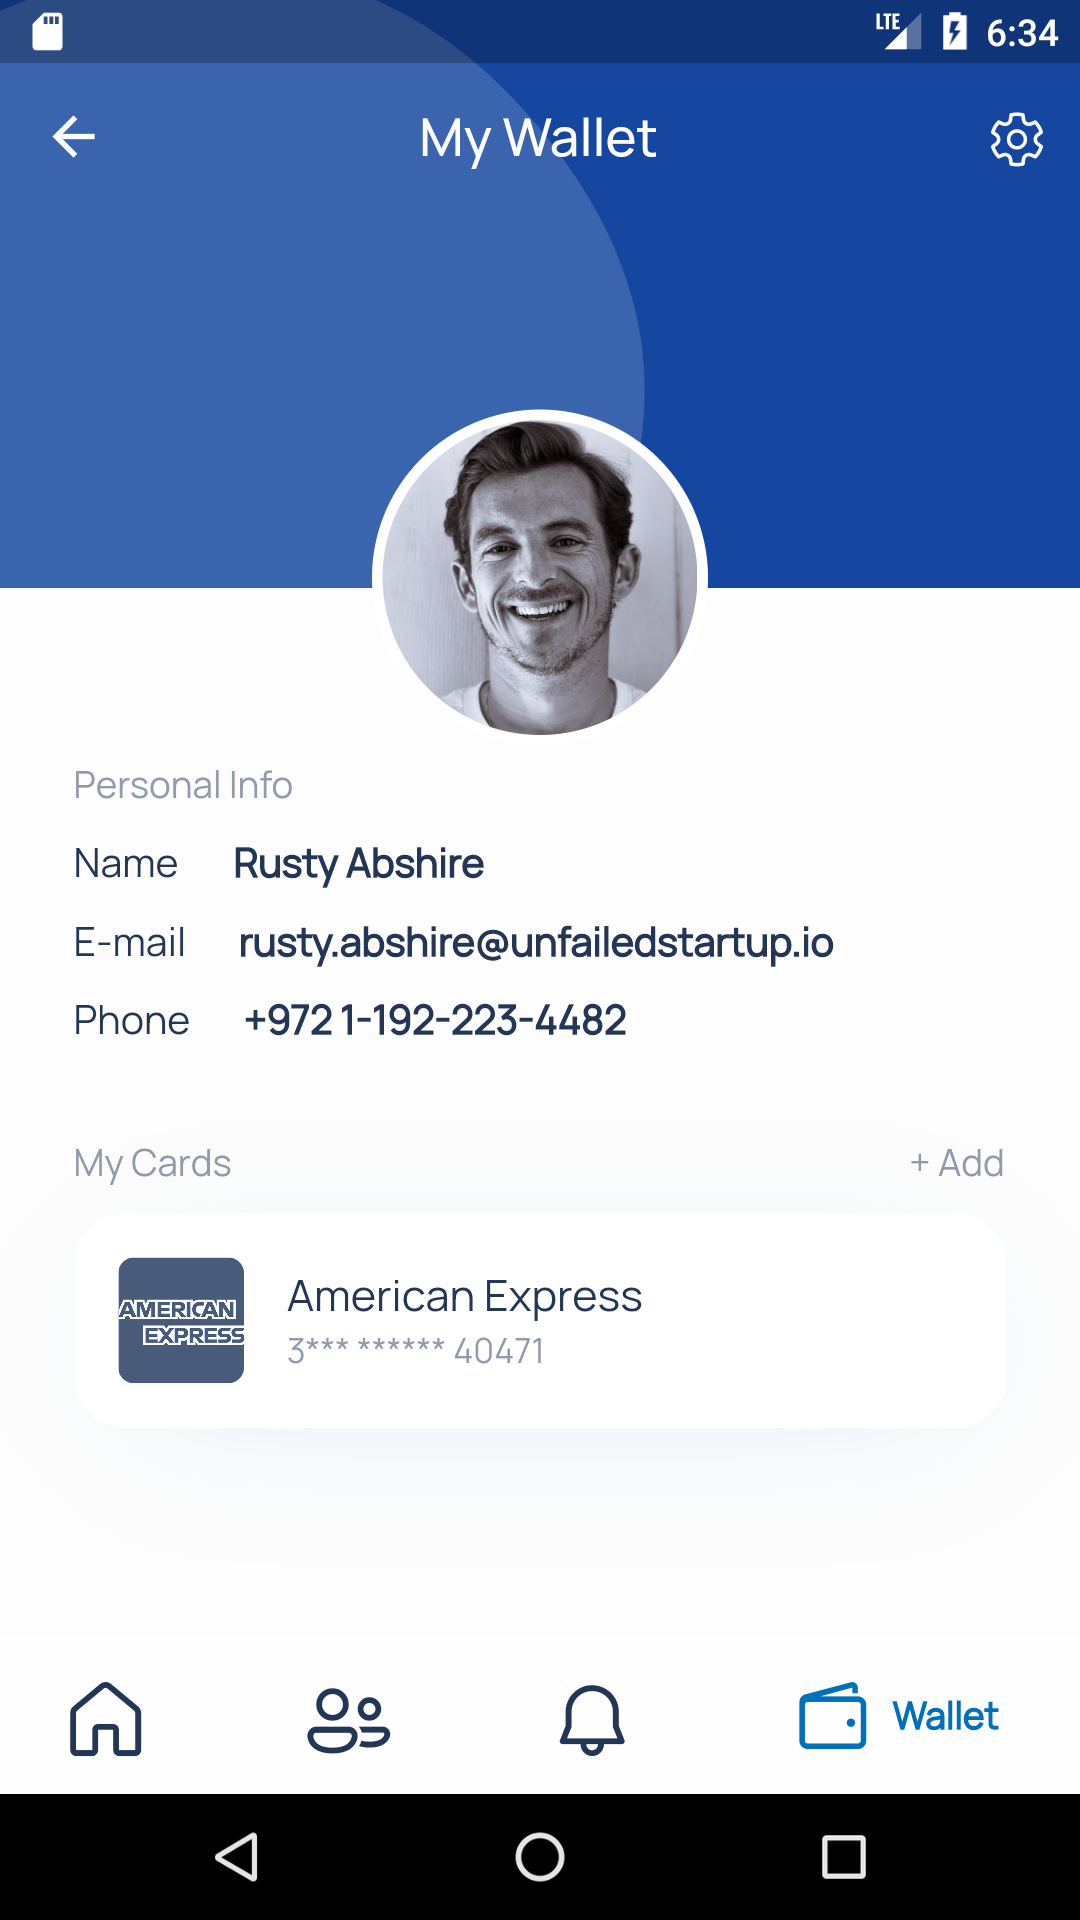 LTE 6:34
My Wallet
Personal Info
Name Rusty Abshire
E-mail rusty.abshire@unfailedstartup.io
Phone +972 1-192-223-4482
My Cards + Add
AMERICAN
EXPRESS
American Express
3*** ****** 40471
Wallet